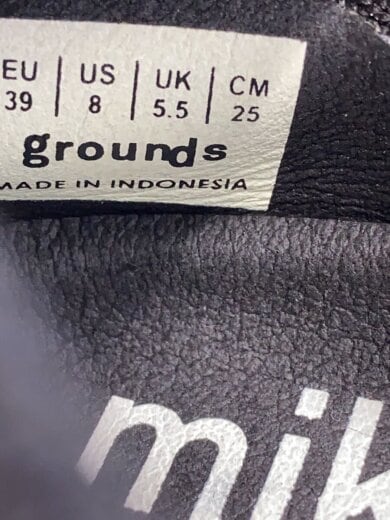 EU | US | UK | CM
39 | 8 | 5.5 | 25
grounds
MADE IN INDONESIA
mik